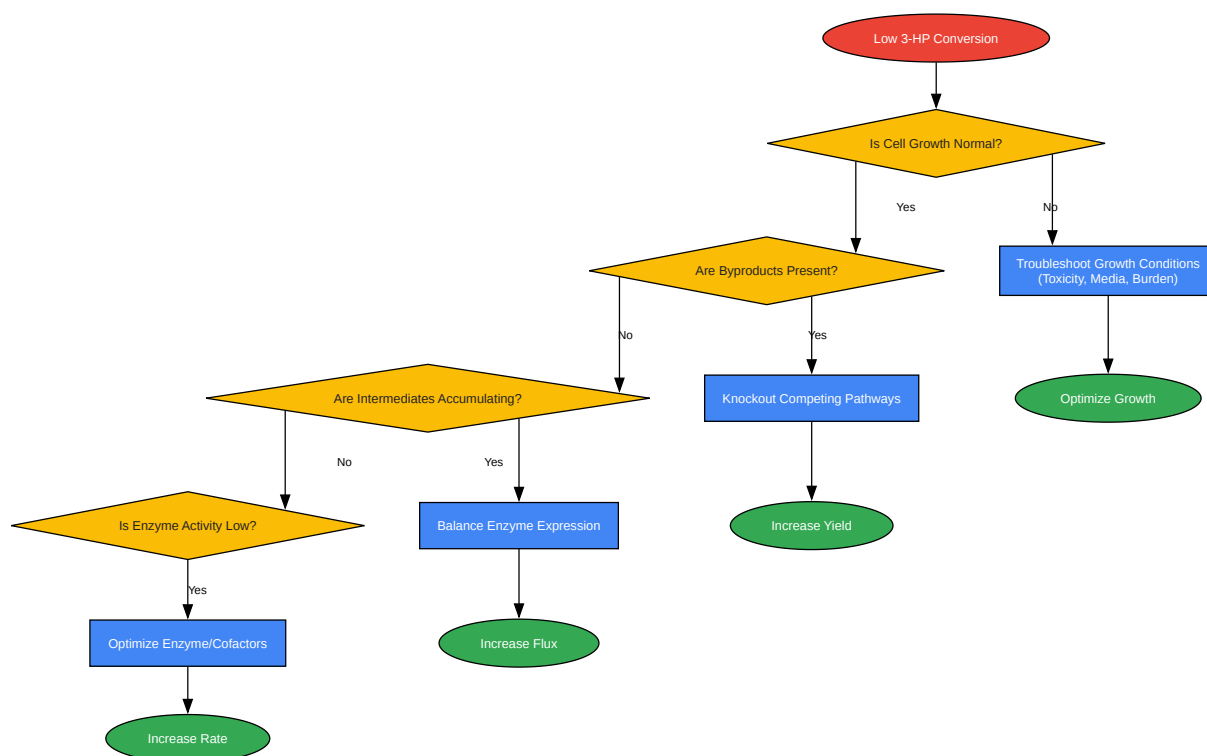 Low 3-HP Conversion
Is Cell Growth Normal?
Yes
No
Are Byproducts Present?
Troubleshoot Growth Conditions
(Toxicity, Media, Burden)
No
Yes
Are Intermediates Accumulating?
Knockout Competing Pathways
Optimize Growth
No
Yes
Is Enzyme Activity Low?
Balance Enzyme Expression
Increase Yield
Yes
Optimize Enzyme/Cofactors
Increase Flux
Increase Rate